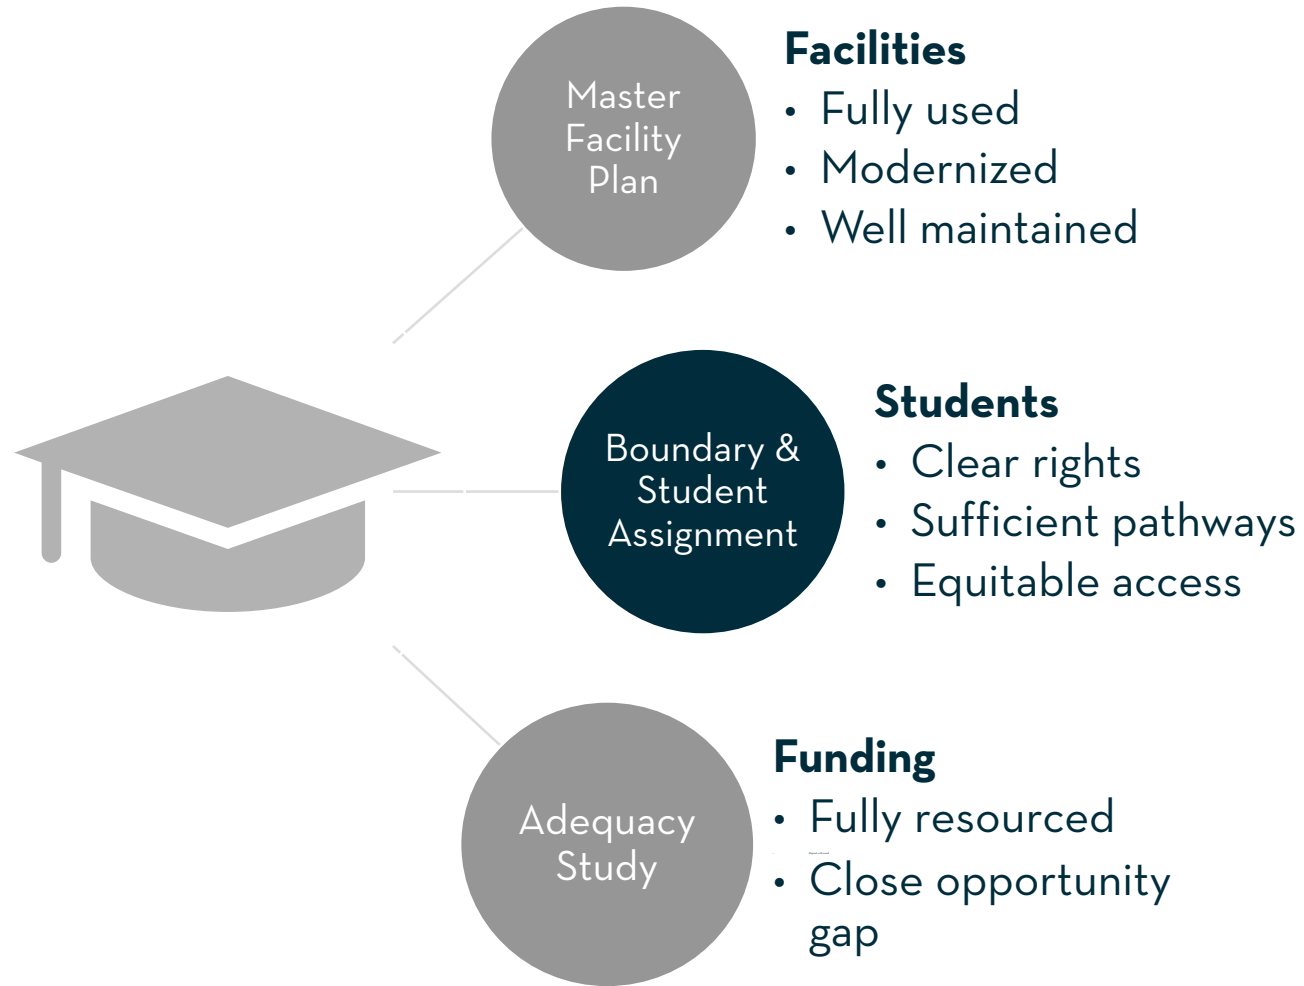 Master
Facility
Plan
Facilities
• Fully used
• Modernized
• Well maintained
Boundary &
Student
Assignment
Students
• Clear rights
• Sufficient pathways
• Equitable access
Adequacy
Study
Funding
• Fully resourced
• Close opportunity
gap